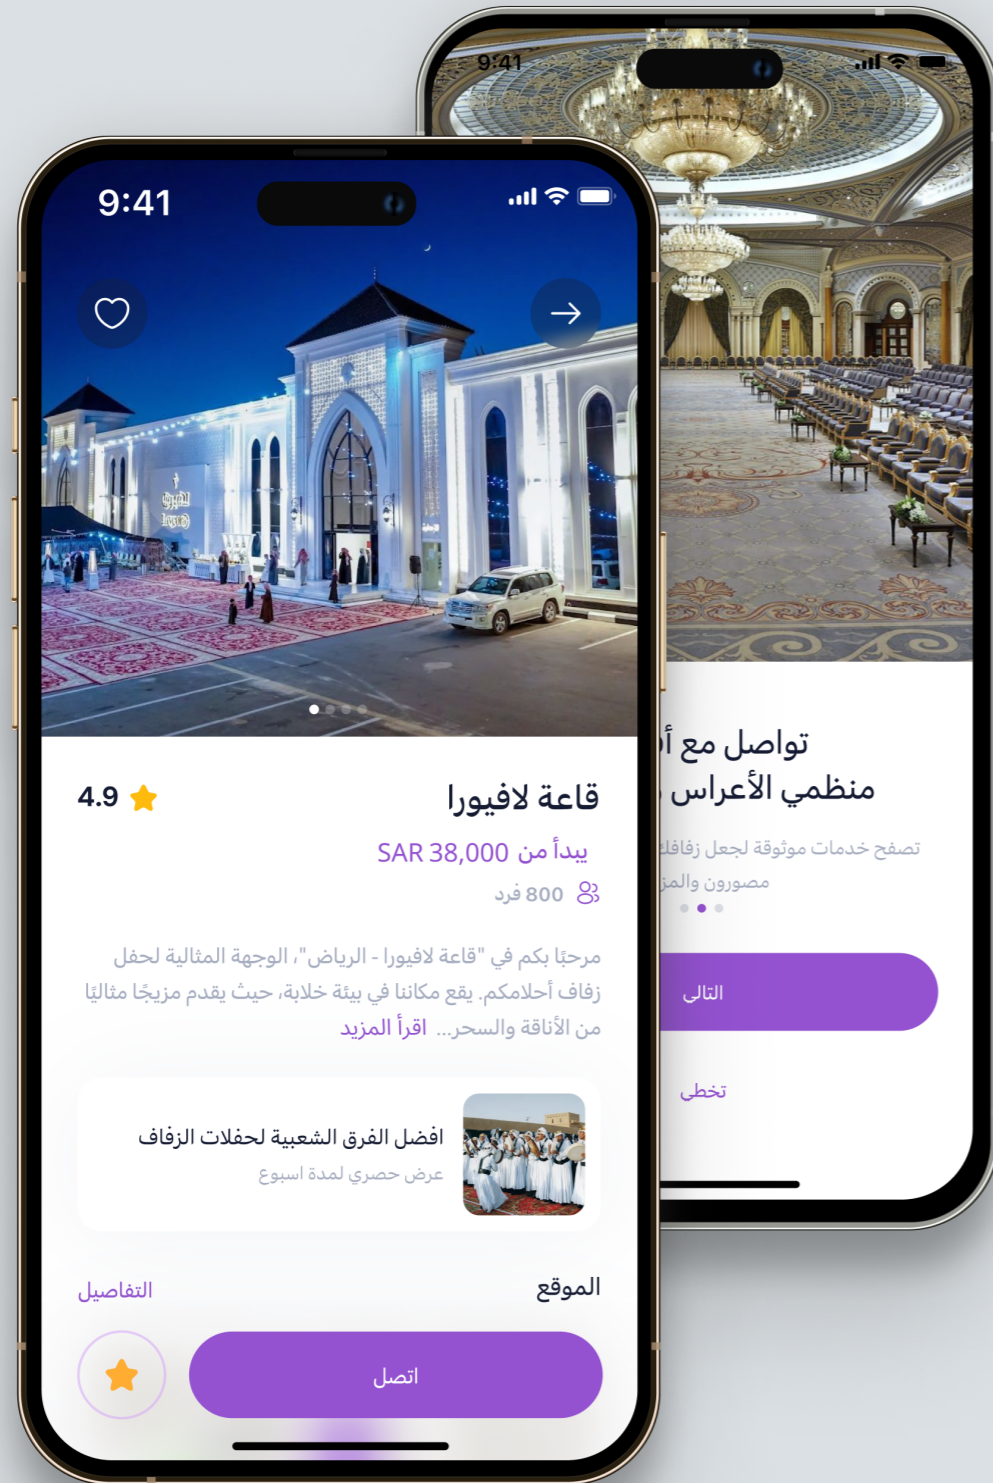 9:41
قاعة لافيورا
4.9
يبدأ من SAR 38,000
800 فرد
مرحبًا بكم في "قاعة لافيورا - الرياض"، الوجهة المثالية لحفل
زفاف أحلامكم. يقع مكاننا في بيئة خلابة، حيث يقدم مزيجًا مثاليًا
من الأناقة والسحر... اقرأ المزيد
افضل الفرق الشعبية لحفلات الزفاف
عرض حصري لمدة اسبوع
الموقع
التفاصيل
اتصل
9:41
تواصل مع
منظمي الأعراس
تصفح خدمات موثوقة لجعل زفافك
مصورون
التالي
تخطي